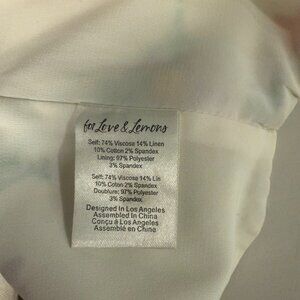 for Love & Lemons
Self: 74% Viscose 14% Linen
10% Cotton 2% Spandex
Lining: 97% Polyester
3% Spandex
Self: 74% Viscose 14% Lin
10% Cotton 2% Spandex
Doublure: 97% Polyester
3% Spandex.
Designed In Los Angeles
Assembled In China
Conçu à Los Angeles
Assemblé en Chine